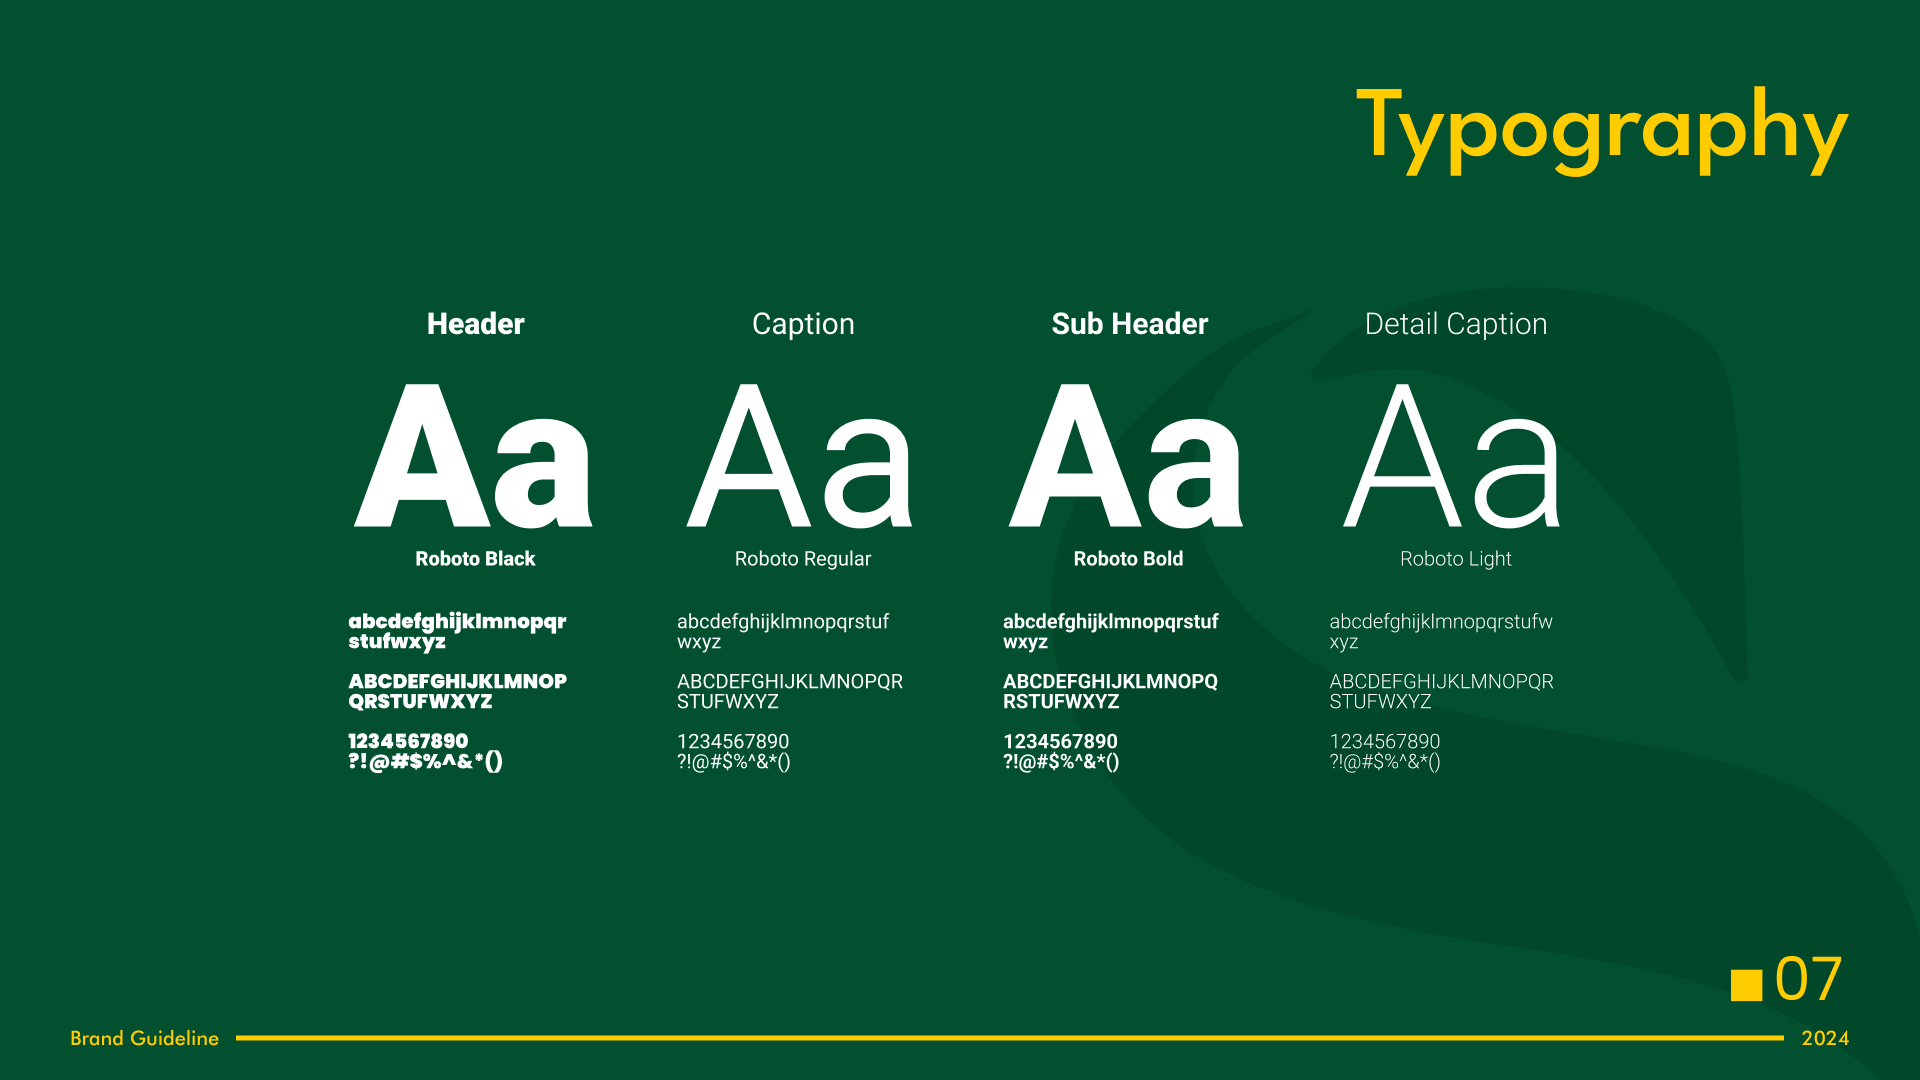 Typography
Header
Aa
Roboto Black
abcdefghijklmnopqr
stufwxyz
ABCDEFGHIJKLMNOP
QRSTUFWXYZ
1234567890
?!@#$%^&*()
Caption
Aa
Roboto Regular
abcdefghijklmnopqrstuf
wxyz
ABCDEFGHIJKLMNOPQR
STUFWXYZ
1234567890
?!@#$%^&*()
Sub Header
Aa
Roboto Bold
abcdefghijklmnopqrstuf
wxyz
ABCDEFGHIJKLMNOPQ
RSTUFWXYZ
1234567890
?!@#$%^&*()
Detail Caption
Aa
Roboto Light
abcdefghijklmnopqrstufw
xyz
ABCDEFGHIJKLMNOPQR
STUFWXYZ
1234567890
?!@#$%^&*()
07
Brand Guideline
2024